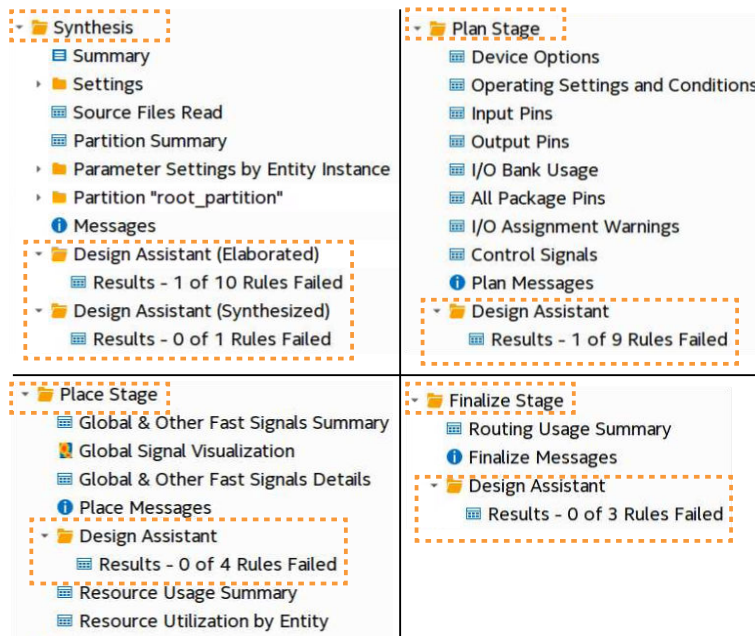 Synthesis
Summary
Settings
Source Files Read
Partition Summary
Parameter Settings by Entity Instance
Partition "root_partition"
Messages
Design Assistant (Elaborated)
Results - 1 of 10 Rules Failed
Design Assistant (Synthesized)
Results - 0 of 1 Rules Failed
Plan Stage
Device Options
Operating Settings and Conditions
Input Pins
Output Pins
I/O Bank Usage
All Package Pins
I/O Assignment Warnings
Control Signals
Plan Messages
Design Assistant
Results - 1 of 9 Rules Failed
Place Stage
Global & Other Fast Signals Summary
Global Signal Visualization
Global & Other Fast Signals Details
Place Messages
Design Assistant
Results - 0 of 4 Rules Failed
Resource Usage Summary
Resource Utilization by Entity
Finalize Stage
Routing Usage Summary
Finalize Messages
Design Assistant
Results - 0 of 3 Rules Failed